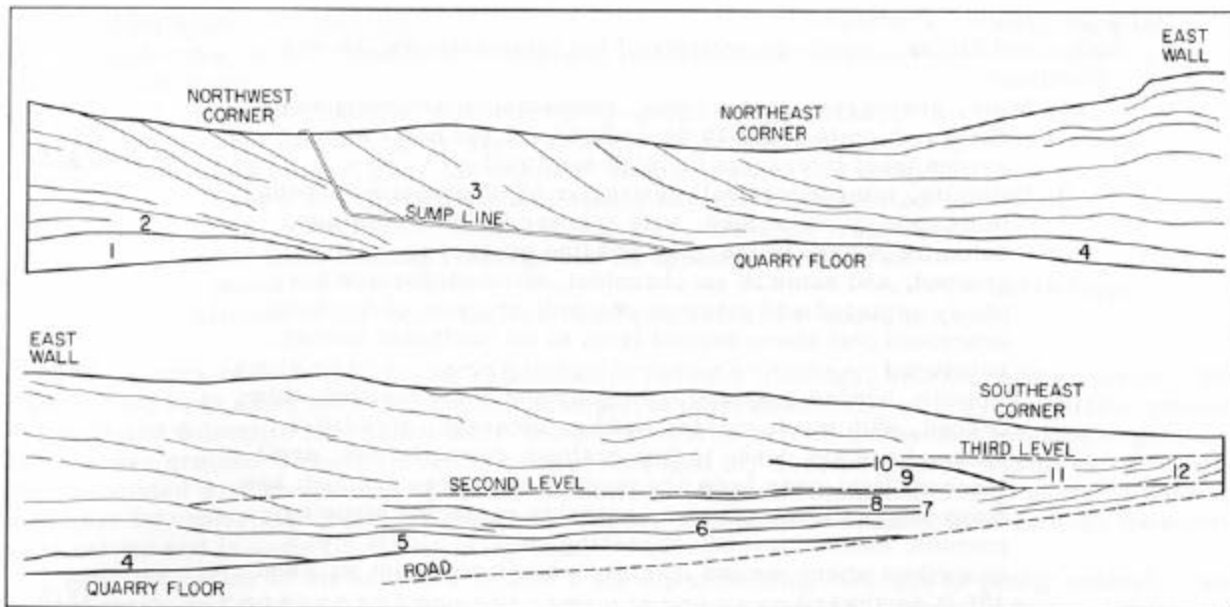 EAST
WALL
NORTHWEST
CORNER
NORTHEAST
CORNER
3
SUMP LINE
2
1
QUARRY FLOOR
4
EAST
WALL
SOUTHEAST
CORNER
THIRD LEVEL
10
9
11
12
SECOND LEVEL
8
7
6
5
4
ROAD
QUARRY FLOOR